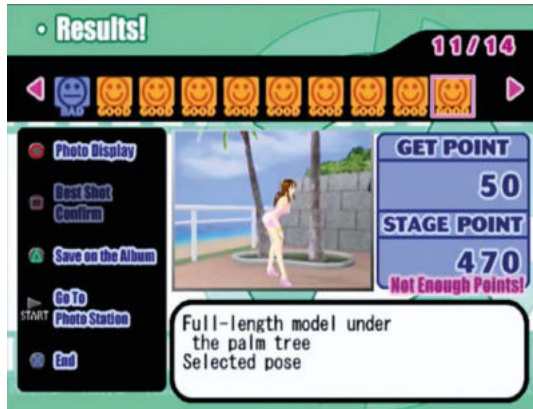 • Results!
11/14
BAD GOOD GOOD GOOD GOOD GOOD GOOD GOOD GOOD GOOD
Photo Display
Best Shot
Confirm
Save on the Album
START Go To
Photo Station
End
GET POINT
50
STAGE POINT
470
Not Enough Points!
Full-length model under
the palm tree
Selected pose